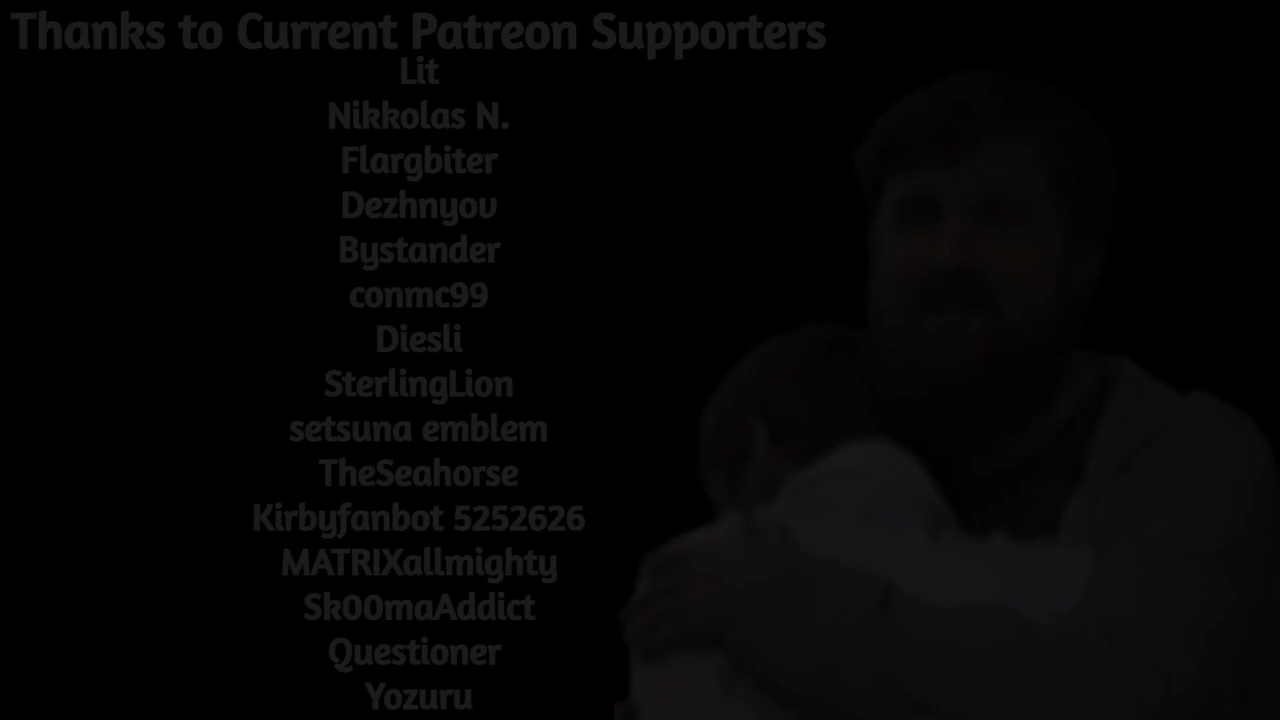 Thanks to Current Patreon Supporters
Lit
Nikkolas N.
Flargbiter
Dezhnyou
Bystander
conmc99
Diesli
SterlingLion
setsuna emblem
TheSeahorse
Kirbyfanbot 5252626
MATRIXallmighty
Sk00maAddict
Questioner
Yozuru